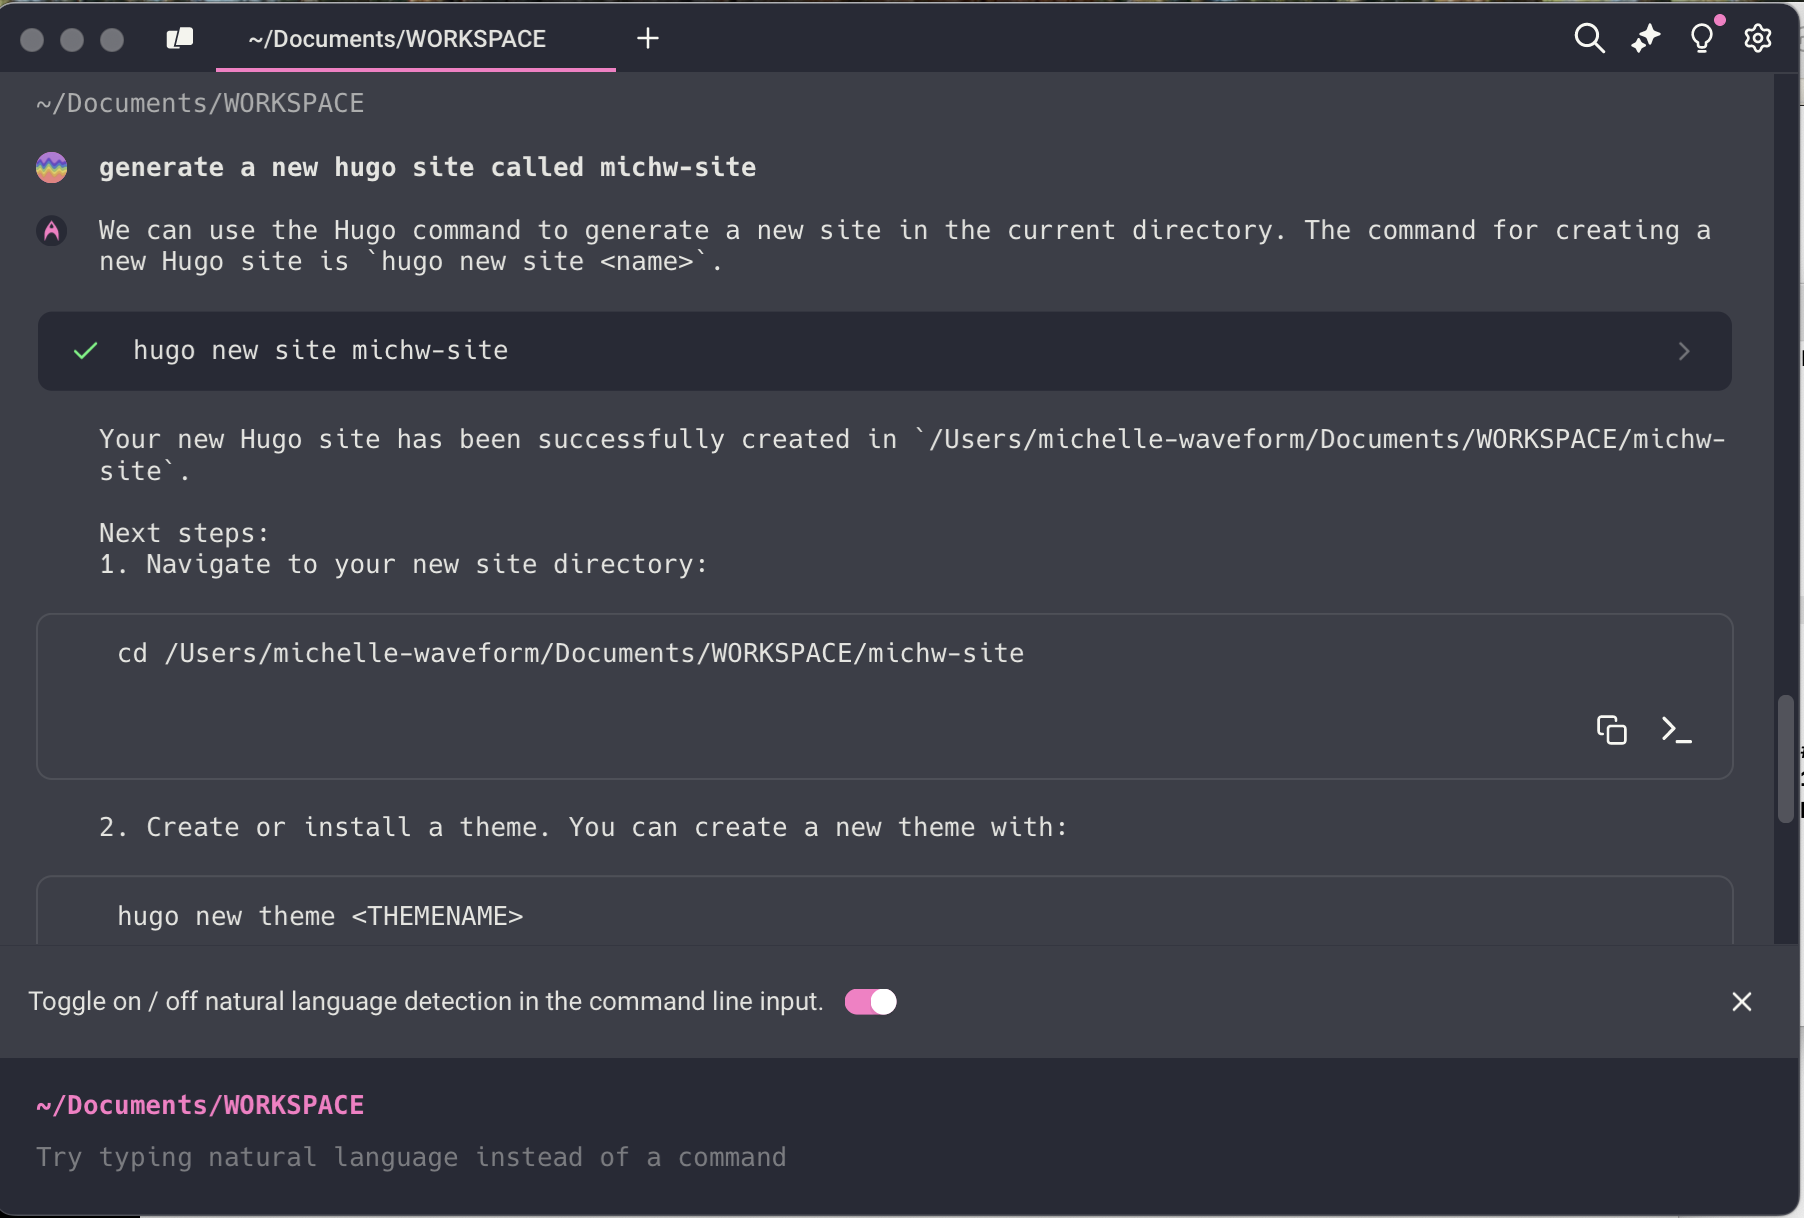 ~/Documents/WORKSPACE
~/Documents/WORKSPACE
generate a new hugo site called michw-site
We can use the Hugo command to generate a new site in the current directory. The command for creating a
new Hugo site is `hugo new site <name>`.
hugo new site michw-site
Your new Hugo site has been successfully created in `/Users/michelle-waveform/Documents/WORKSPACE/michw-
site`.
Next steps:
1. Navigate to your new site directory:
cd /Users/michelle-waveform/Documents/WORKSPACE/michw-site
2. Create or install a theme. You can create a new theme with:
hugo new theme <THEMENAME>
Toggle on / off natural language detection in the command line input.
~/Documents/WORKSPACE
Try typing natural language instead of a command